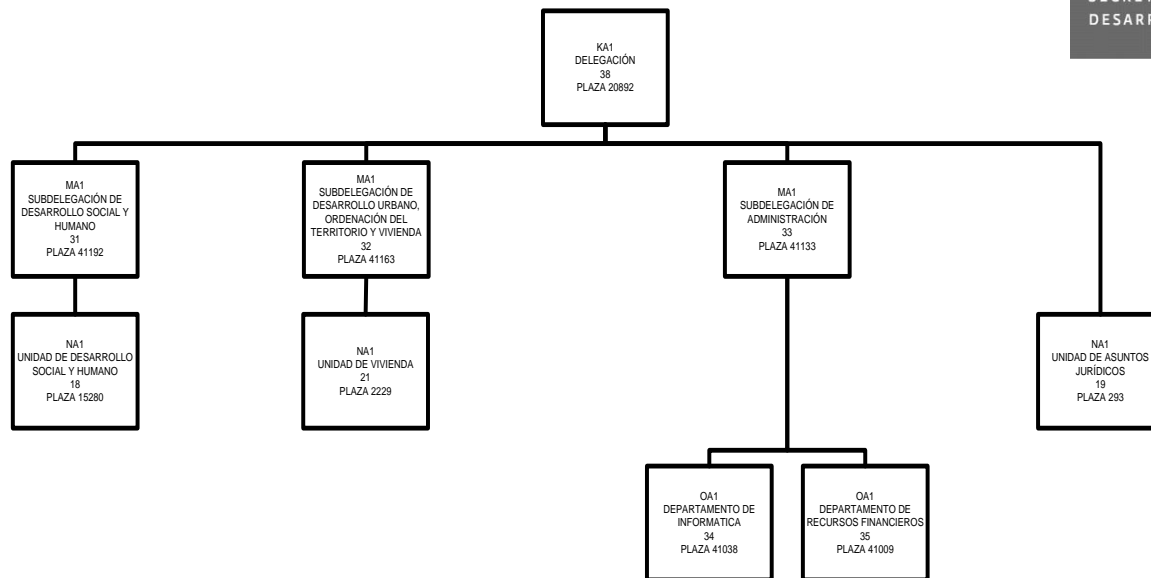 DESARR
KA1
DELEGACIÓN
38
PLAZA 20892
MA1
SUBDELEGACIÓN DE
DESARROLLO SOCIAL Y
HUMANO
31
PLAZA 41192
MA1
SUBDELEGACIÓN DE
DESARROLLO URBANO,
ORDENACIÓN DEL
TERRITORIO Y VIVIENDA
32
PLAZA 41163
MA1
SUBDELEGACIÓN DE
ADMINISTRACIÓN
33
PLAZA 41133
NA1
UNIDAD DE DESARROLLO
SOCIAL Y HUMANO
18
PLAZA 15280
NA1
UNIDAD DE VIVIENDA
21
PLAZA 2229
NA1
UNIDAD DE ASUNTOS
JURÍDICOS
19
PLAZA 293
OA1
DEPARTAMENTO DE
INFORMATICA
34
PLAZA 41038
OA1
DEPARTAMENTO DE
RECURSOS FINANCIEROS
35
PLAZA 41009